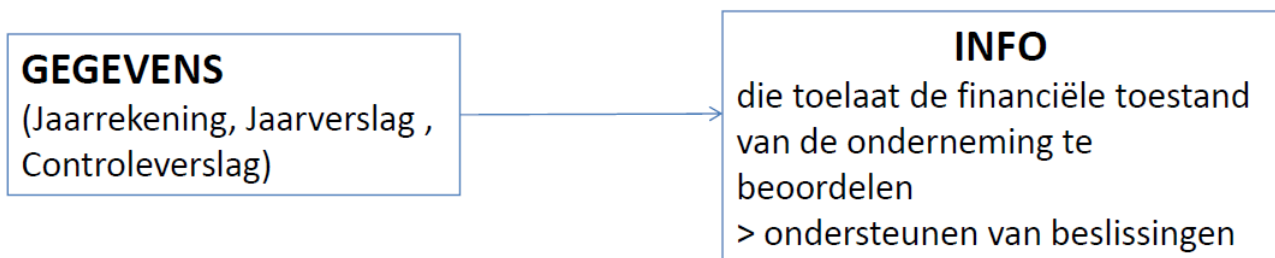 GEGEVENS
(Jaarrekening, Jaarverslag ,
Controleverslag)
INFO
die toelaat de financiële toestand
van de onderneming te
beoordelen
> ondersteunen van beslissingen